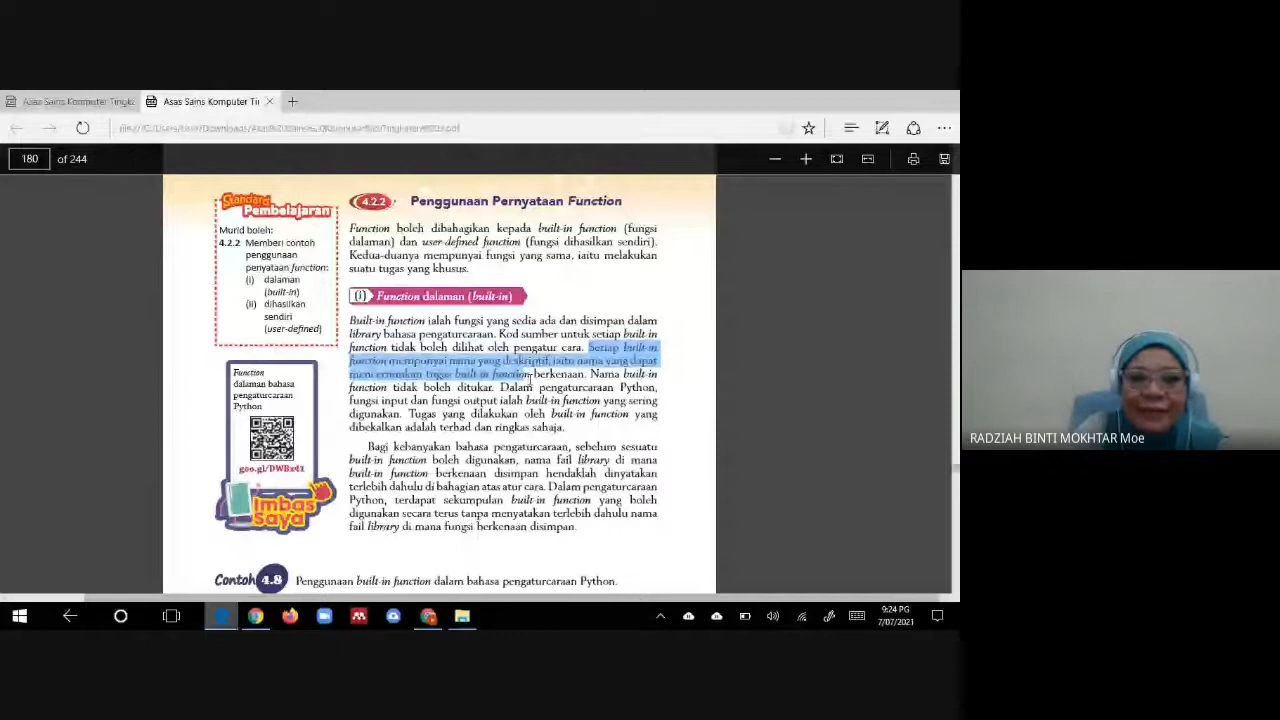 Asas Sains Komputer Tingka
Asas Sains Komputer Tin
180 of 244
Standard
Pembelajaran
Murid boleh:
4.2.2 Memberi contoh
penggunaan
penyataan function:
(i) dalaman
(built-in)
(ii) dihasilkan
sendiri
(user-defined)
Function
dalaman bahasa
pengaturcaraan
Python
goo.gl/DWBxd1
Imbas
saya
4.2.2 Penggunaan Pernyataan Function
Function boleh dibahagikan kepada built-in function (fungsi
dalaman) dan user-defined function (fungsi dihasilkan sendiri).
Kedua-duanya mempunyai fungsi yang sama, iaitu melakukan
suatu tugas yang khusus.
(i) Function dalaman (built-in)
Built-in function ialah fungsi yang sedia ada dan disimpan dalam
library bahasa pengaturcaraan. Kod sumber untuk setiap built-in
function tidak boleh dilihat oleh pengatur cara. Setiap built-in
function mempunyai nama yang deskriptif, iaitu nama yang dapat
mencerminkan tugas built-in function berkenaan. Nama built-in
function tidak boleh ditukar. Dalam pengaturcaraan Python,
fungsi input dan fungsi output ialah built-in function yang sering
digunakan. Tugas yang dilakukan oleh built-in function yang
dibekalkan adalah terhad dan ringkas sahaja.
Bagi kebanyakan bahasa pengaturcaraan, sebelum sesuatu
built-in function boleh digunakan, nama fail library di mana
built-in function berkenaan disimpan hendaklah dinyatakan
terlebih dahulu di bahagian atas atur cara. Dalam pengaturcaraan
Python, terdapat sekumpulan built-in function yang boleh
digunakan secara terus tanpa menyatakan terlebih dahulu nama
fail library di mana fungsi berkenaan disimpan.
Contoh 4.8 Penggunaan built-in function dalam bahasa pengaturcaraan Python.
9:24 PG
7/07/2021
RADZIAH BINTI MOKHTAR Moe